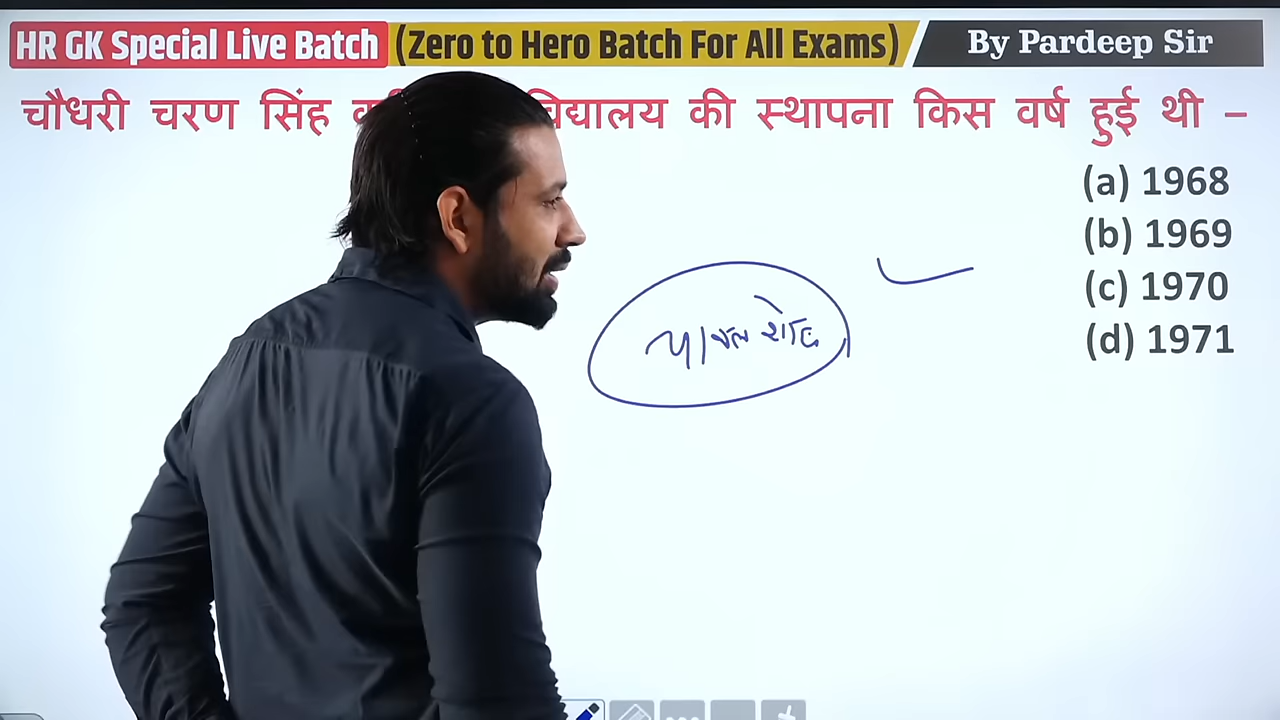 HR GK Special Live Batch (Zero to Hero Batch For All Exams) By Pardeep Sir
चौधरी चरण सिंह की स्थापना किस वर्ष हुई थी –
(a) 1968
(b) 1969
(c) 1970
(d) 1971